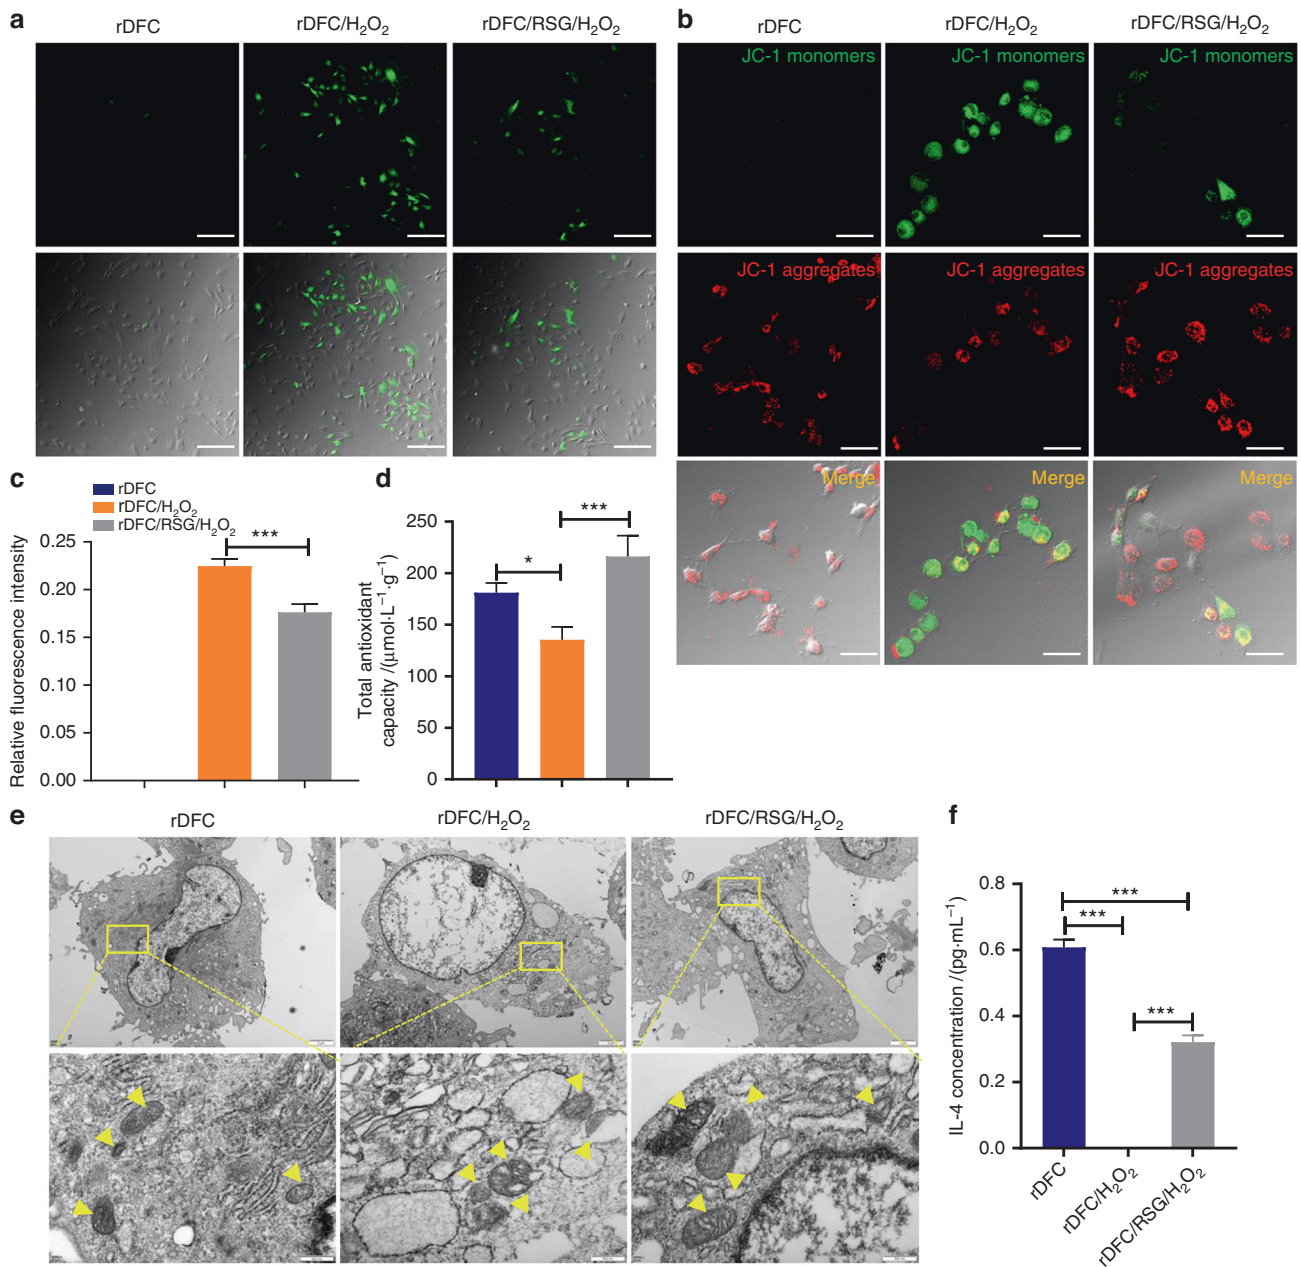 a
rDFC
rDFC/H₂O₂
rDFC/RSG/H₂O₂
b
rDFC
rDFC/H₂O₂
rDFC/RSG/H₂O₂
JC-1 monomers
JC-1 monomers
JC-1 monomers
JC-1 aggregates
JC-1 aggregates
JC-1 aggregates
Merge
Merge
Merge
c
rDFC
rDFC/H₂O₂
rDFC/RSG/H₂O₂
Relative fluorescence intensity
0.25
0.20
0.15
0.10
0.05
0.00
***
d
Total antioxidant
capacity /(μmol·L⁻¹·g⁻¹)
250
200
150
100
50
0
*
***
e
rDFC
rDFC/H₂O₂
rDFC/RSG/H₂O₂
f
IL-4 concentration /(pg·mL⁻¹)
0.8
0.6
0.4
0.2
0.0
***
***
***
rDFC
rDFC/H₂O₂
rDFC/RSG/H₂O₂